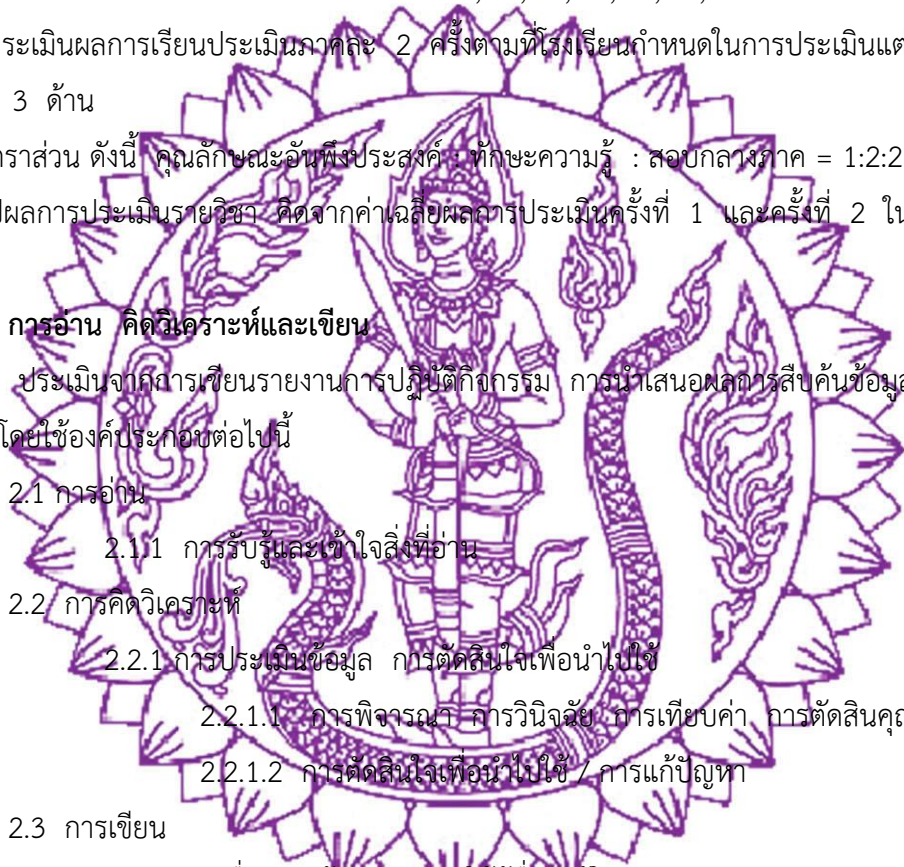 ระเมินผลการเรียนประเมินภาคละ 2 ครั้งตามที่โรงเรียนกำหนดในการประเมินแต่
3 ด้าน
ตราส่วน ดังนี้ คุณลักษณะอันพึงประสงค์ : ทักษะความรู้ : สอบกลางภาค = 1:2:2
ผลการประเมินรายวิชา คิดจากค่าเฉลี่ยผลการประเมินครั้งที่ 1 และครั้งที่ 2 ใน
การอ่าน คิดวิเคราะห์และเขียน
ประเมินจากการเขียนรายงานการปฏิบัติกิจกรรม การนำเสนอผลการสืบค้นข้อมูล
โดยใช้องค์ประกอบต่อไปนี้
2.1 การอ่าน
2.1.1 การรับรู้และเข้าใจสิ่งที่อ่าน
2.2 การคิดวิเคราะห์
2.2.1 การประเมินข้อมูล การตัดสินใจเพื่อนำไปใช้
2.2.1.1 การพิจารณา การวินิจฉัย การเทียบค่า การตัดสินคุณ
2.2.1.2 การตัดสินใจเพื่อนำไปใช้ / การแก้ปัญหา
2.3 การเขียน